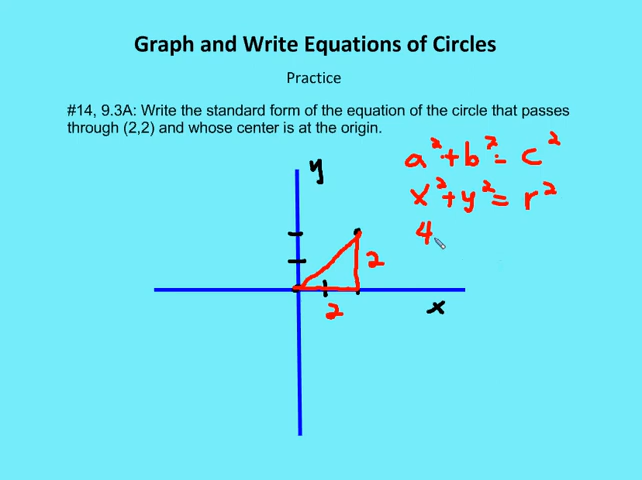 Graph and Write Equations of Circles
Practice
#14, 9.3A: Write the standard form of the equation of the circle that passes
through (2,2) and whose center is at the origin.
a² + b² = c²
y
x² + y² = r²
4
2
2
x